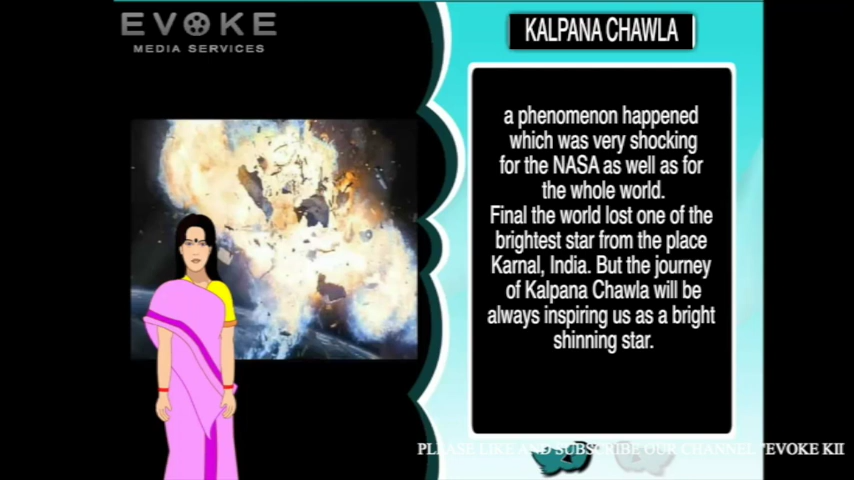 EVOKE
MEDIA SERVICES
KALPANA CHAWLA
a phenomenon happened
which was very shocking
for the NASA as well as for
the whole world.
Final the world lost one of the
brightest star from the place
Karnal, India. But the journey
of Kalpana Chawla will be
always inspiring us as a bright
shinning star.
PLEASE LIKE AND SUBSCRIBE OUR CHANNEL "EVOKE KII